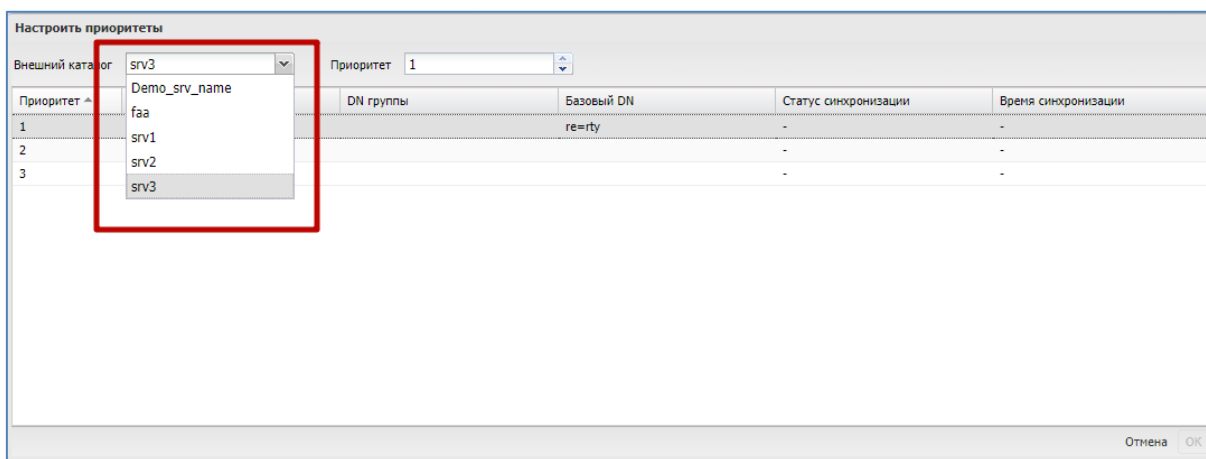 Настроить приоритеты
Внешний каталог srv3 Приоритет 1
Demo_srv_name
faa
srv1
srv2
srv3
Приоритет DN группы Базовый DN Статус синхронизации Время синхронизации
1 re=rty - -
2 - -
3 - -
Отмена OK